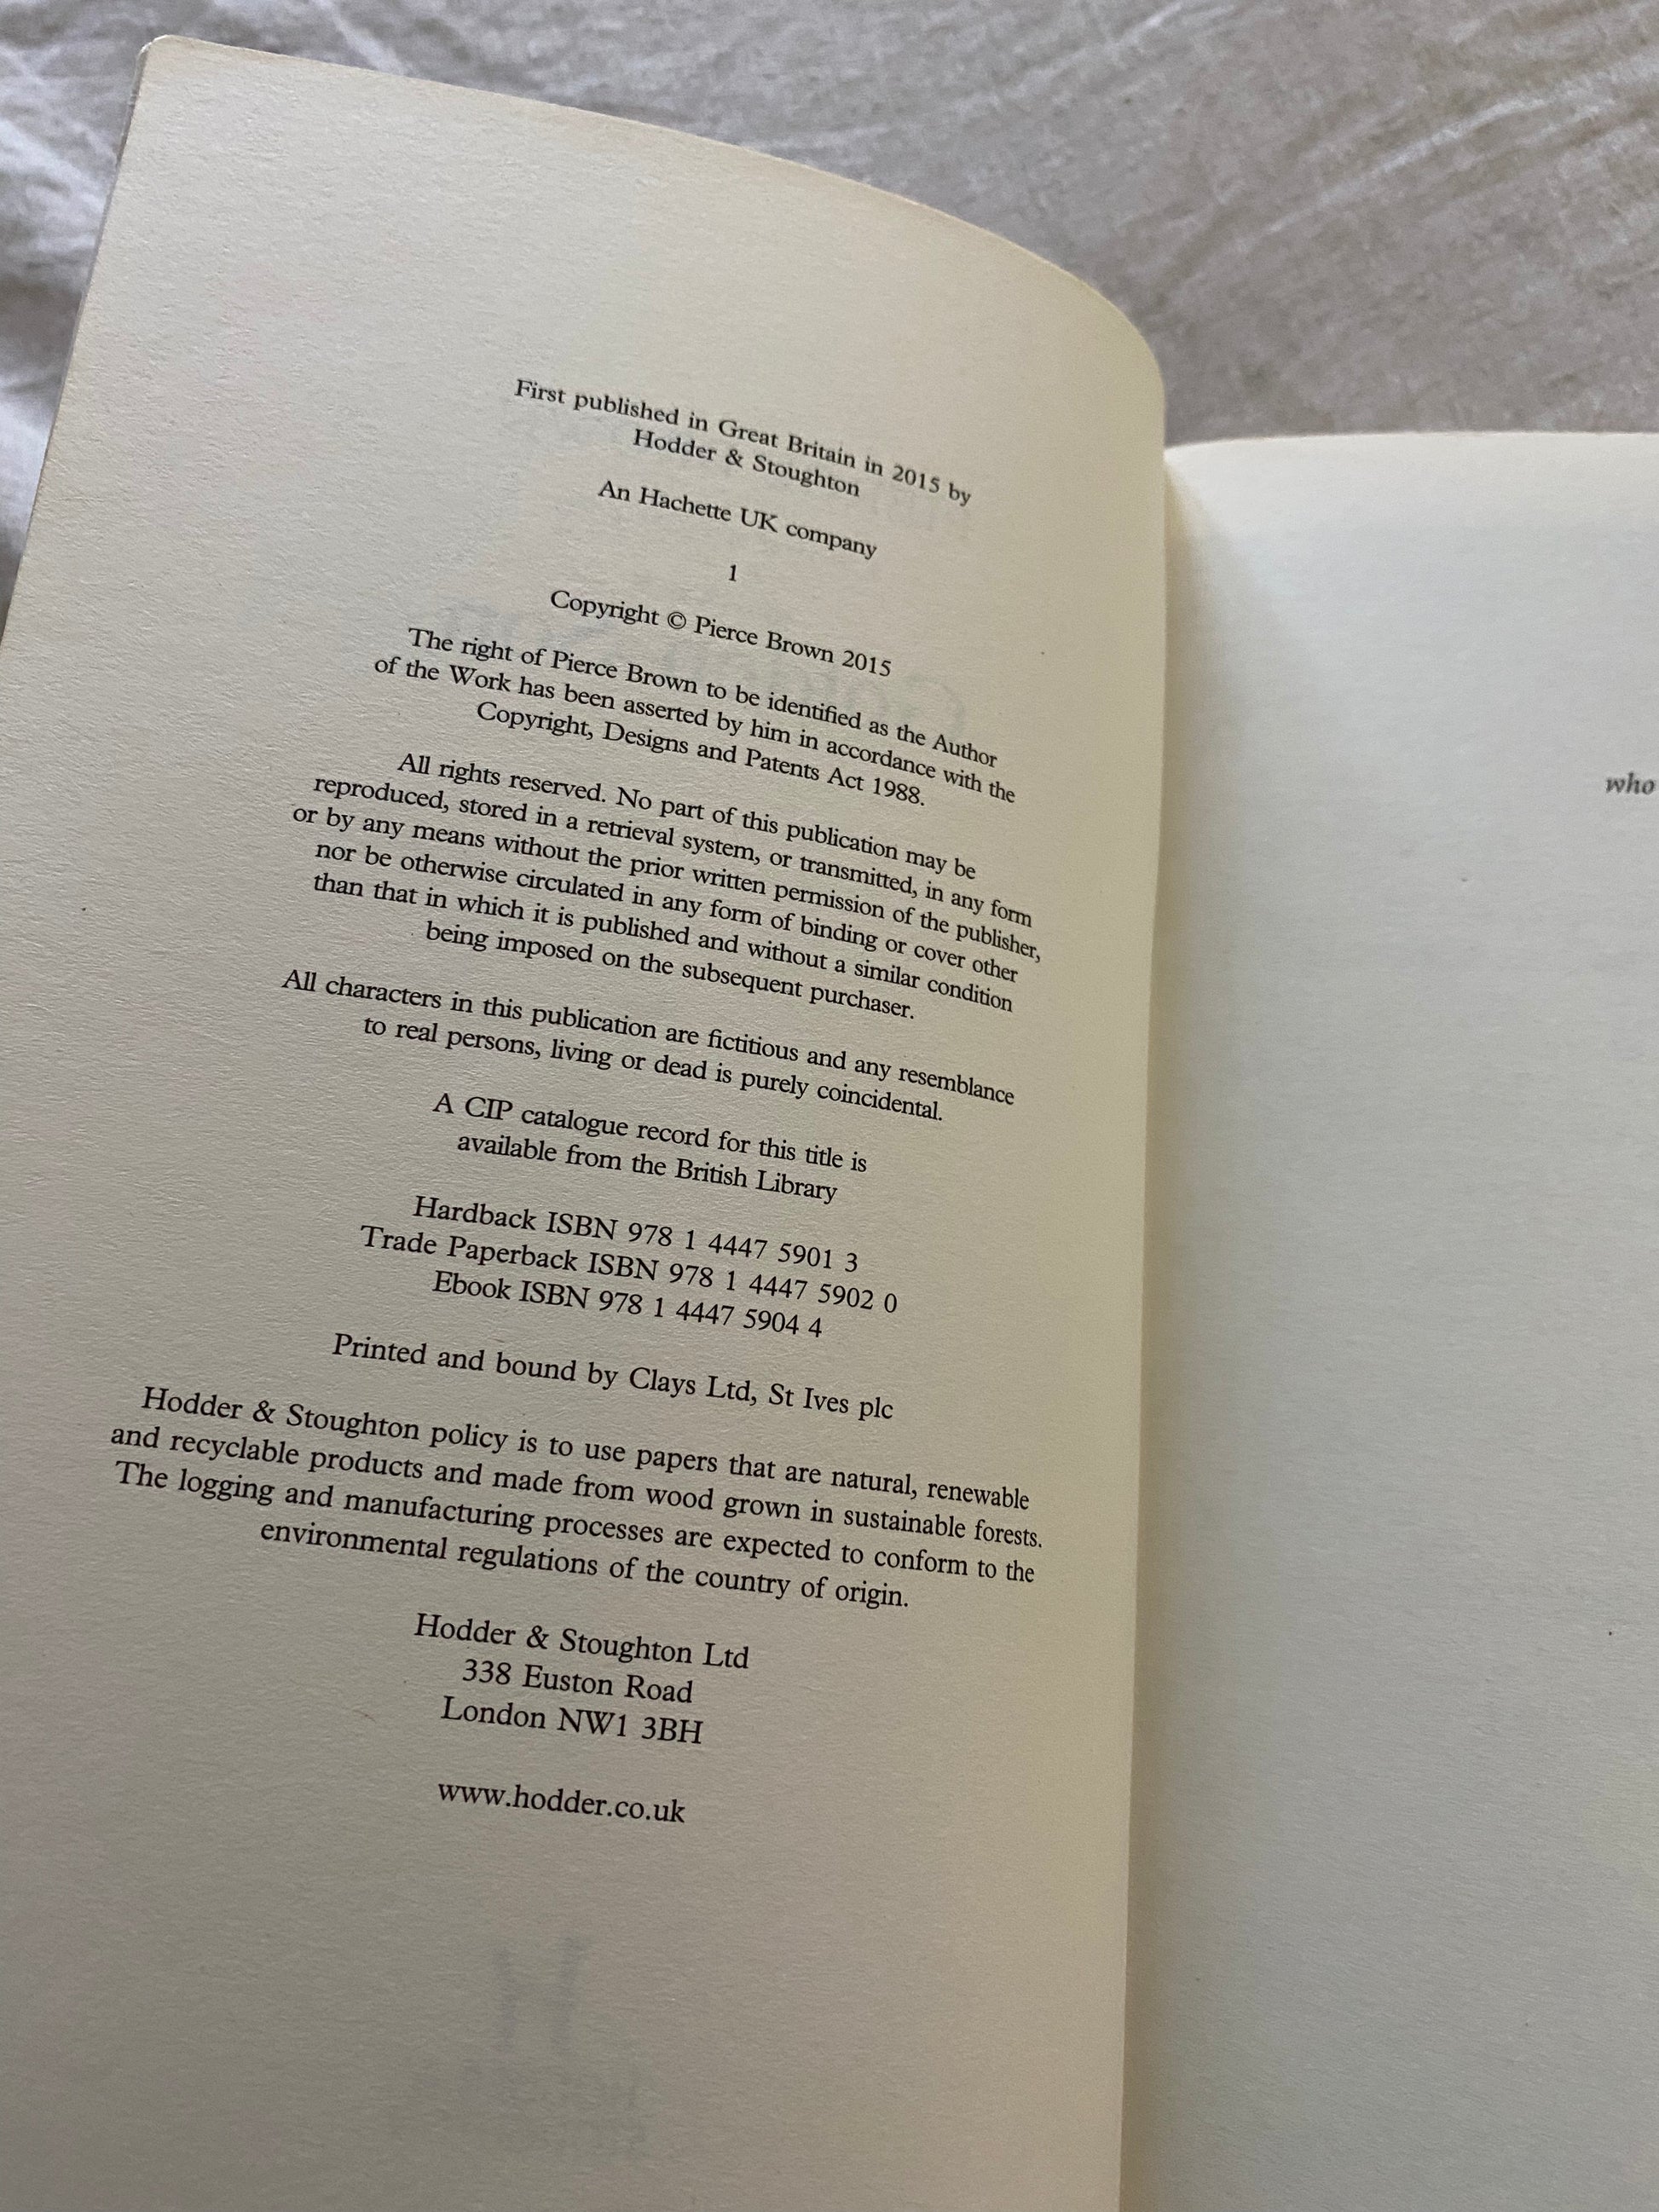 First published in Great Britain in 2015 by
Hodder & Stoughton
An Hachette UK company
1
Copyright © Pierce Brown 2015
The right of Pierce Brown to be identified as the Author
of the Work has been asserted by him in accordance with the
Copyright, Designs and Patents Act 1988.
All rights reserved. No part of this publication may be
reproduced, stored in a retrieval system, or transmitted, in any form
or by any means without the prior written permission of the publisher,
nor be otherwise circulated in any form of binding or cover other
than that in which it is published and without a similar condition
being imposed on the subsequent purchaser.
All characters in this publication are fictitious and any resemblance
to real persons, living or dead is purely coincidental.
A CIP catalogue record for this title is
available from the British Library
Hardback ISBN 978 1 4447 5901 3
Trade Paperback ISBN 978 1 4447 5902 0
Ebook ISBN 978 1 4447 5904 4
Printed and bound by Clays Ltd, St Ives plc
Hodder & Stoughton policy is to use papers that are natural, renewable
and recyclable products and made from wood grown in sustainable forests.
The logging and manufacturing processes are expected to conform to the
environmental regulations of the country of origin.
Hodder & Stoughton Ltd
338 Euston Road
London NW1 3BH
www.hodder.co.uk
who